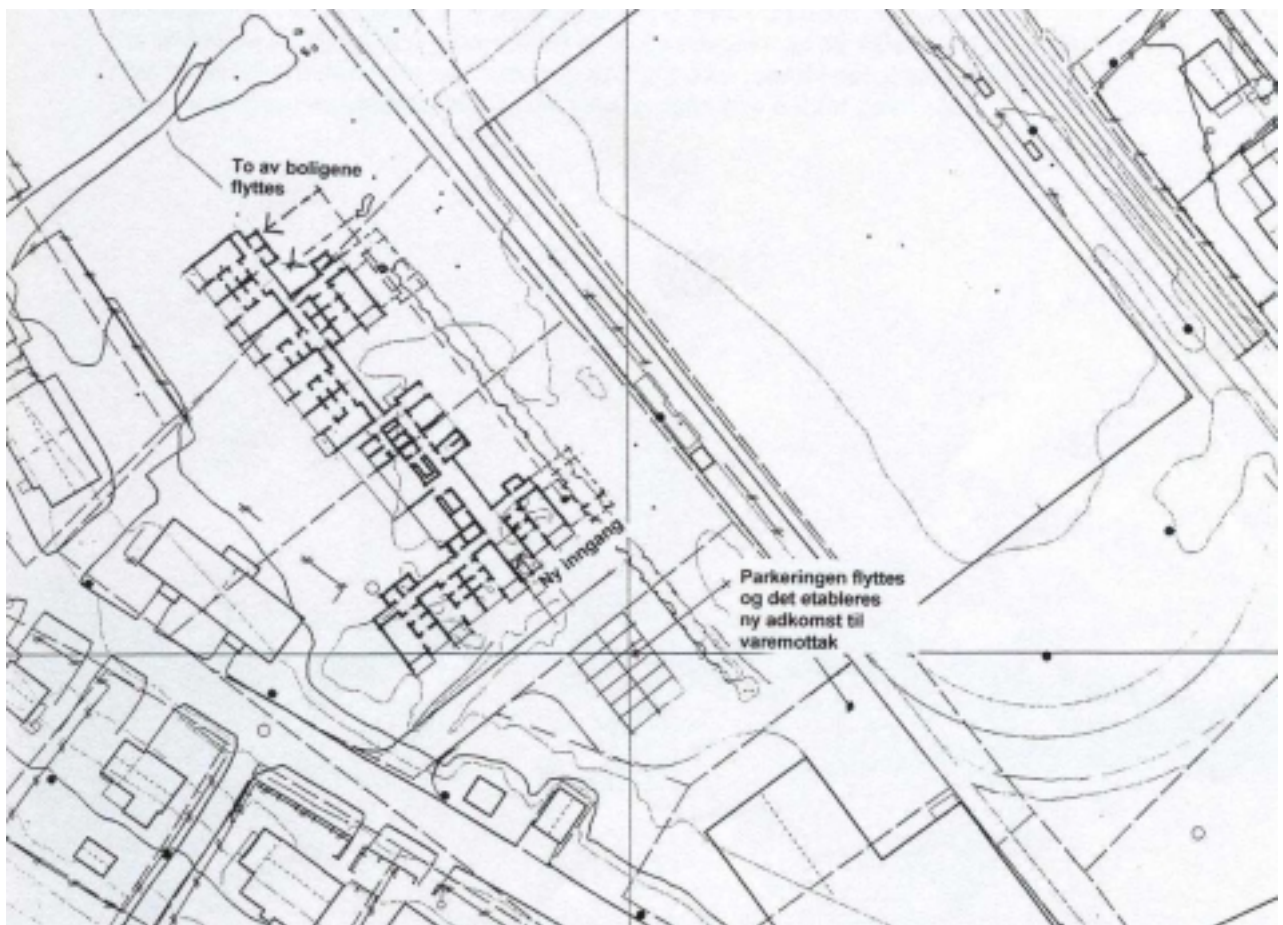 To av boligene
flyttes
Ny inngang
Parkeringen flyttes
og det etableres
ny adkomst til
varemottak